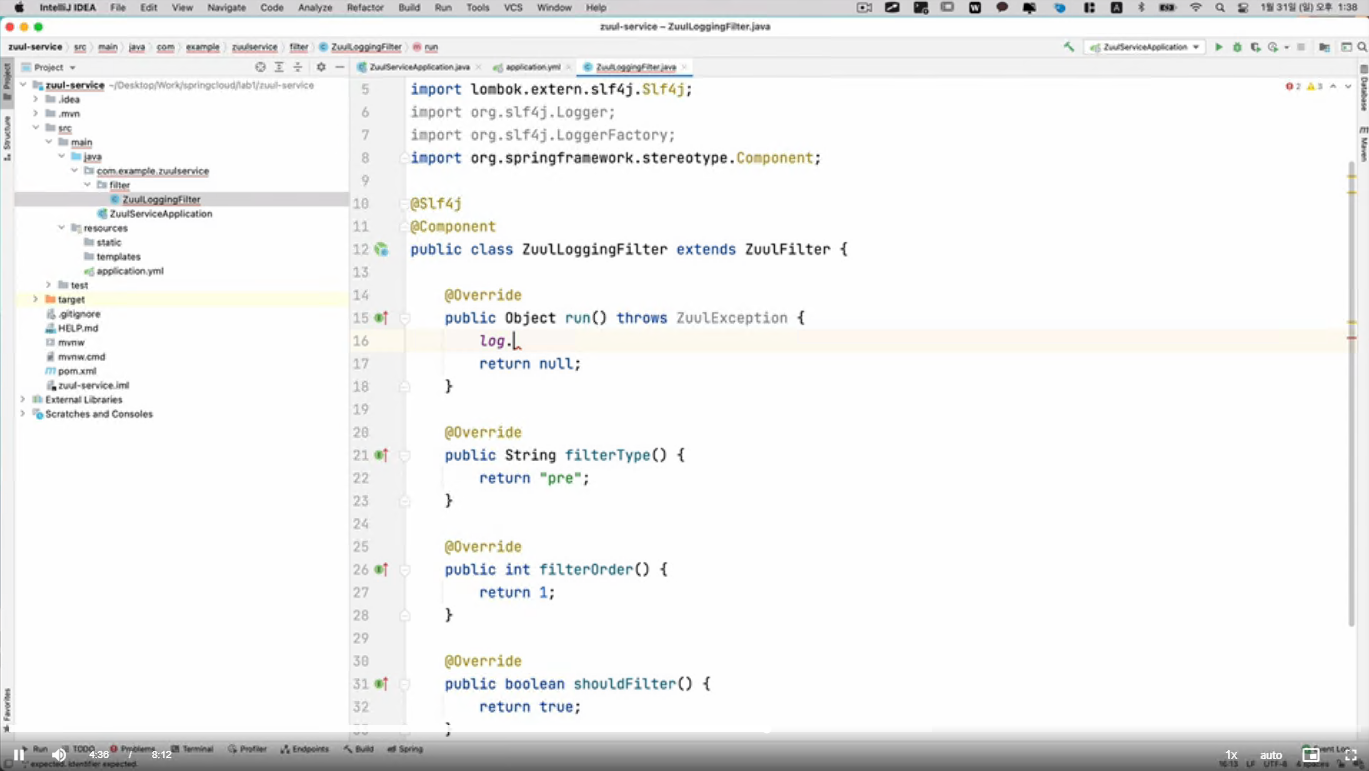 IntelliJ IDEA File Edit View Navigate Code Analyze Refactor Build Run Tools VCS Window Help 1월 31일 (일) 오후 1:38
zuul-service – ZuulLoggingFilter.java
zuul-service src main java com example zuulservice filter ZuulLoggingFilter run ZuulServiceApplication
Project ZuulServiceApplication.java application.yml ZuulLoggingFilter.java
Project
Structure
Favorites
zuul-service ~/Desktop/Work/springcloud/lab1/zuul-service
.idea
.mvn
src
main
java
com.example.zuulservice
filter
ZuulLoggingFilter
ZuulServiceApplication
resources
static
templates
application.yml
test
target
.gitignore
HELP.md
mvnw
mvnw.cmd
pom.xml
zuul-service.iml
External Libraries
Scratches and Consoles
5 import lombok.extern.slf4j.Slf4j;
6 import org.slf4j.Logger;
7 import org.slf4j.LoggerFactory;
8 import org.springframework.stereotype.Component;
9
10 @Slf4j
11 @Component
12 public class ZuulLoggingFilter extends ZuulFilter {
13
14 @Override
15 public Object run() throws ZuulException {
16 log.
17 return null;
18 }
19
20 @Override
21 public String filterType() {
22 return "pre";
23 }
24
25 @Override
26 public int filterOrder() {
27 return 1;
28 }
29
30 @Override
31 public boolean shouldFilter() {
32 return true;
}
2 3
Database
Maven
Run TODO Problems Terminal Profiler Endpoints Build Spring Event Log
4:36 / 8:12 1x auto
expected. Identifier expected. 16:13 LF UTF-8 4 spaces